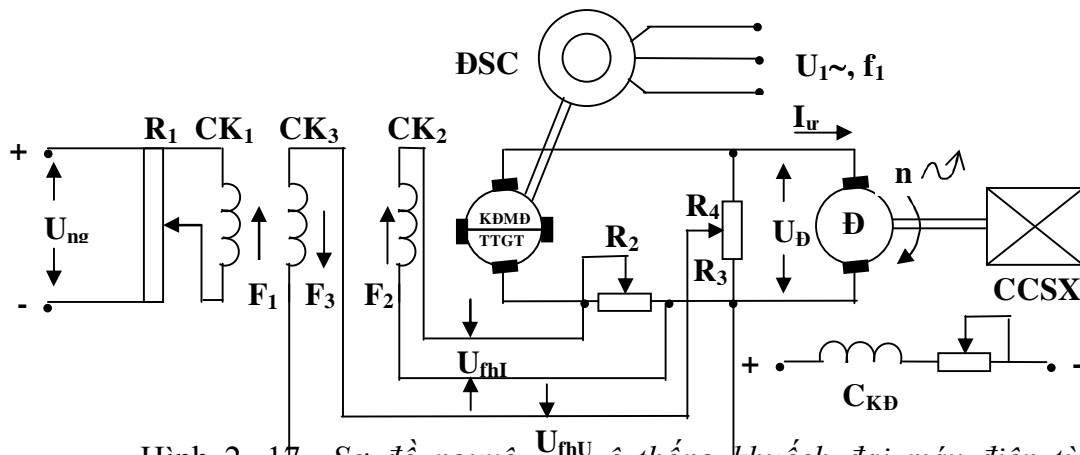 ĐSC
U₁~, f₁
Iư
R₁ CK₁ CK₃ CK₂
+
n
KĐMĐ
TTGT
R₄
Ung
R₂
UĐ
Đ
R₃
-
F₁ F₃ F₂
CCSX
UfhI
+
-
CKĐ
UfhU
Hình 2- 17 Sơ đồ thống khuếch đại máy điện từ